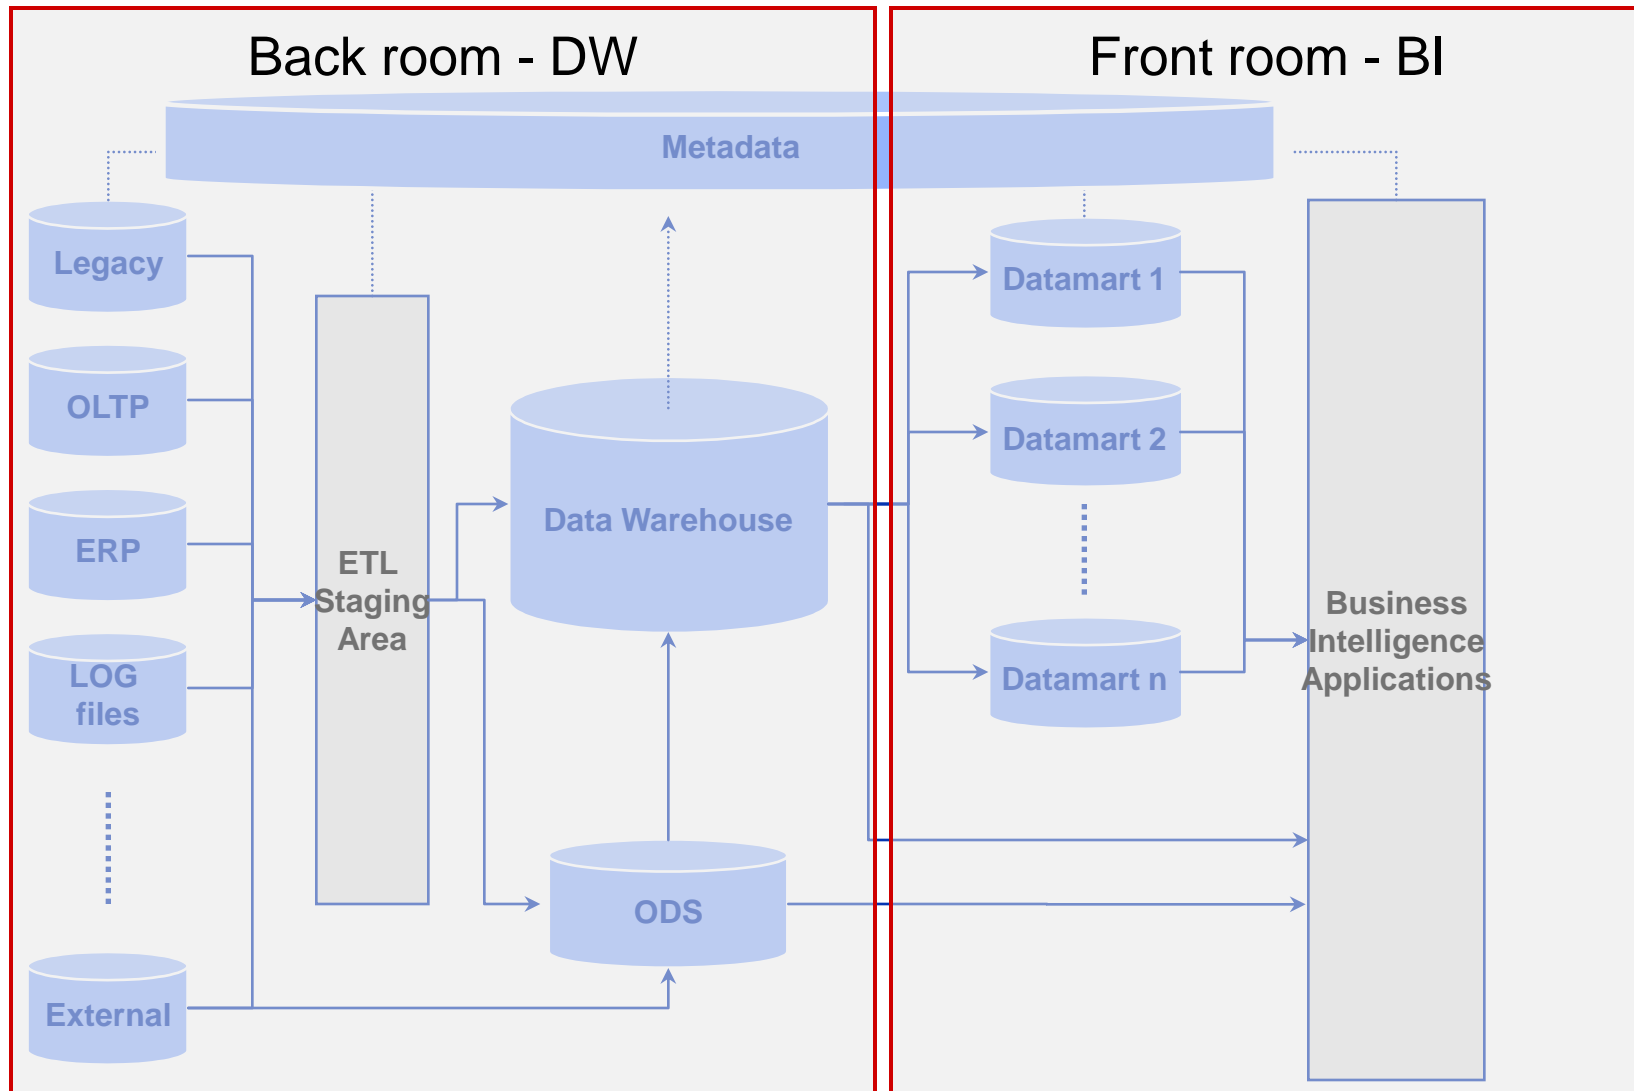 Back room - DW
Front room - BI
Metadata
Legacy
OLTP
ERP
LOG
files
External
ETL
Staging
Area
Data Warehouse
ODS
Datamart 1
Datamart 2
Datamart n
Business
Intelligence
Applications